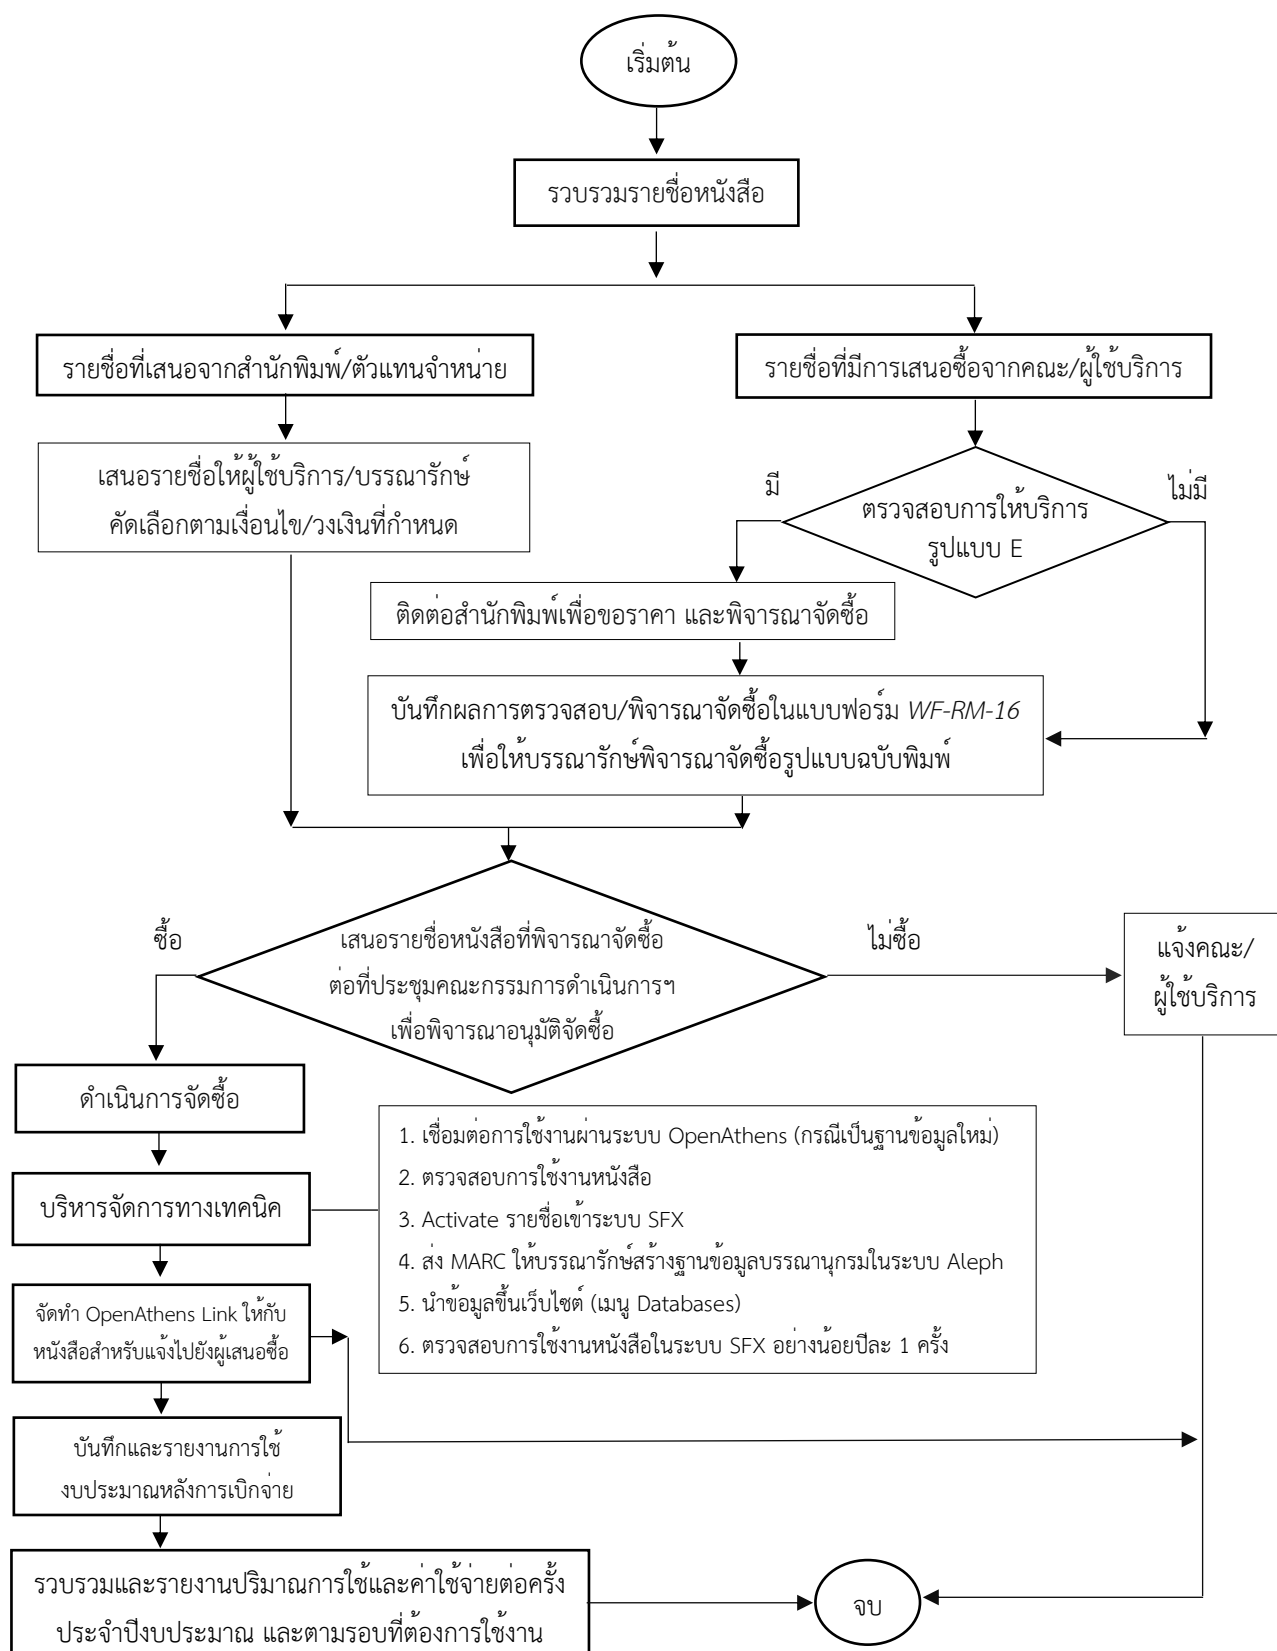 เริ่มต้น
รวบรวมรายชื่อหนังสือ
รายชื่อที่เสนอจากสำนักพิมพ์/ตัวแทนจำหน่าย
รายชื่อที่มีการเสนอซื้อจากคณะ/ผู้ใช้บริการ
เสนอรายชื่อให้ผู้ใช้บริการ/บรรณารักษ์
คัดเลือกตามเงื่อนไข/วงเงินที่กำหนด
มี
ไม่มี
ตรวจสอบการให้บริการ
รูปแบบ E
ติดต่อสำนักพิมพ์เพื่อขอราคา และพิจารณาจัดซื้อ
บันทึกผลการตรวจสอบ/พิจารณาจัดซื้อในแบบฟอร์ม WF-RM-16
เพื่อให้บรรณารักษ์พิจารณาจัดซื้อรูปแบบฉบับพิมพ์
ซื้อ
ไม่ซื้อ
เสนอรายชื่อหนังสือที่พิจารณาจัดซื้อ
ต่อที่ประชุมคณะกรรมการดำเนินการฯ
เพื่อพิจารณาอนุมัติจัดซื้อ
แจ้งคณะ/
ผู้ใช้บริการ
ดำเนินการจัดซื้อ
บริหารจัดการทางเทคนิค
1. เชื่อมต่อการใช้งานผ่านระบบ OpenAthens (กรณีเป็นฐานข้อมูลใหม่)
2. ตรวจสอบการใช้งานหนังสือ
3. Activate รายชื่อเข้าระบบ SFX
4. ส่ง MARC ให้บรรณารักษ์สร้างฐานข้อมูลบรรณานุกรมในระบบ Aleph
5. นำข้อมูลขึ้นเว็บไซต์ (เมนู Databases)
6. ตรวจสอบการใช้งานหนังสือในระบบ SFX อย่างน้อยปีละ 1 ครั้ง
จัดทำ OpenAthens Link ให้กับ
หนังสือสำหรับแจ้งไปยังผู้เสนอซื้อ
บันทึกและรายงานการใช้
งบประมาณหลังการเบิกจ่าย
รวบรวมและรายงานปริมาณการใช้และค่าใช้จ่ายต่อครั้ง
ประจำปีงบประมาณ และตามรอบที่ต้องการใช้งาน
จบ